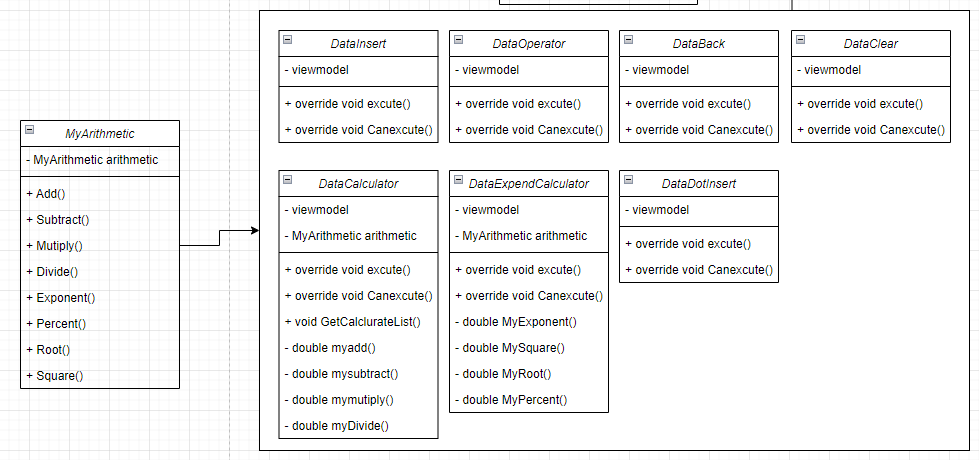 MyArithmetic
- MyArithmetic arithmetic
+ Add()
+ Subtract()
+ Mutiply()
+ Divide()
+ Exponent()
+ Percent()
+ Root()
+ Square()
DataInsert
- viewmodel
+ override void excute()
+ override void Canexcute()
DataOperator
- viewmodel
+ override void excute()
+ override void Canexcute()
DataBack
- viewmodel
+ override void excute()
+ override void Canexcute()
DataClear
- viewmodel
+ override void excute()
+ override void Canexcute()
DataCalculator
- viewmodel
- MyArithmetic arithmetic
+ override void excute()
+ override void Canexcute()
+ void GetCalclurateList()
- double myadd()
- double mysubtract()
- double mymutiply()
- double myDivide()
DataExpendCalculator
- viewmodel
- MyArithmetic arithmetic
+ override void excute()
+ override void Canexcute()
- double MyExponent()
- double MySquare()
- double MyRoot()
- double MyPercent()
DataDotInsert
- viewmodel
+ override void excute()
+ override void Canexcute()